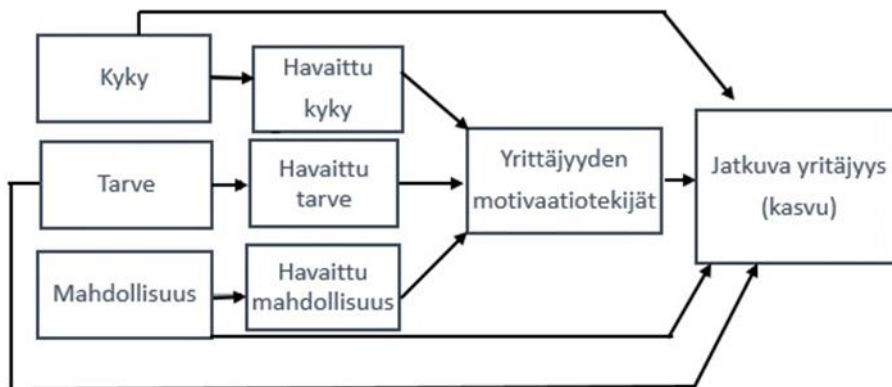 Kyky
Havaittu
kyky
Tarve
Havaittu
tarve
Mahdollisuus
Havaittu
mahdollisuus
Yrittäjyyden
motivaatiotekijät
Jatkuva yritäjyys
(kasvu)